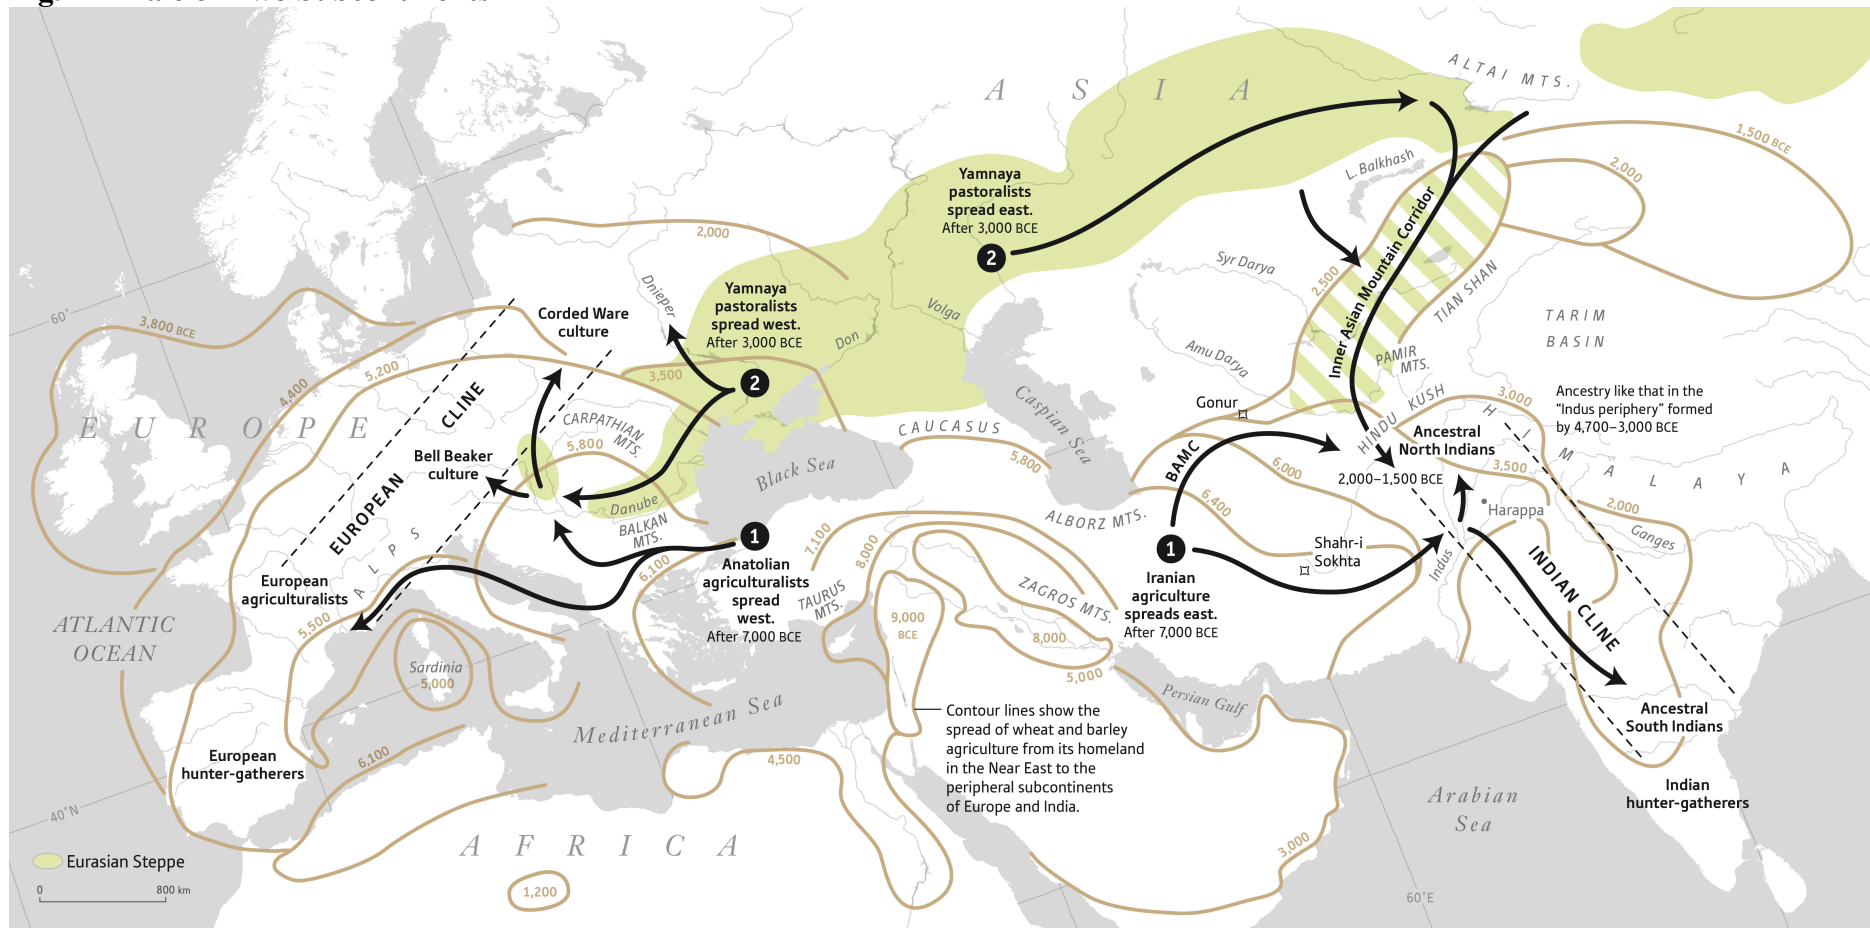 A S I A
ALTAI MTS.
1,500 BCE
2,000
L. Balkhash
Yamnaya
pastoralists
spread east.
After 3,000 BCE
2
2,000
Inner Asian Mountain Corridor
Syr Darya
2,500
TIAN SHAN
Dnieper
Yamnaya
pastoralists
spread west.
After 3,000 BCE
2
Volga
Don
60°
3,800 BCE
Corded Ware
culture
TARIM
BASIN
Amu Darya
PAMIR
MTS.
4,400
5,200
3,500
CLINE
EUROPEAN
EUROPE
CARPATHIAN
MTS.
5,800
Caspian Sea
CAUCASUS
5,800
Gonur
HINDU KUSH
3,000
Ancestry like that in the
“Indus periphery” formed
by 4,700–3,000 BCE
HIMALAYA
Ancestral
North Indians
2,000–1,500 BCE
3,500
Bell Beaker
culture
Black Sea
BAMC
6,000
6,400
Danube
BALKAN
MTS.
ALBORZ MTS.
Harappa
2,000
Ganges
ALPS
1
Anatolian
agriculturalists
spread
west.
After 7,000 BCE
6,100
7,100
8,000
TAURUS
MTS.
ZAGROS MTS.
1
Iranian
agriculture
spreads east.
After 7,000 BCE
Shahr-i
Sokhta
Indus
INDIAN CLINE
European
agriculturalists
5,500
ATLANTIC
OCEAN
Sardinia
5,000
9,000
BCE
8,000
5,000
Persian Gulf
Mediterranean Sea
Contour lines show the
spread of wheat and barley
agriculture from its homeland
in the Near East to the
peripheral subcontinents
of Europe and India.
Ancestral
South Indians
European
hunter-gatherers
6,100
4,500
Indian
hunter-gatherers
Arabian
Sea
40°N
AFRICA
3,000
Eurasian Steppe
0 800 km
1,200
60°E